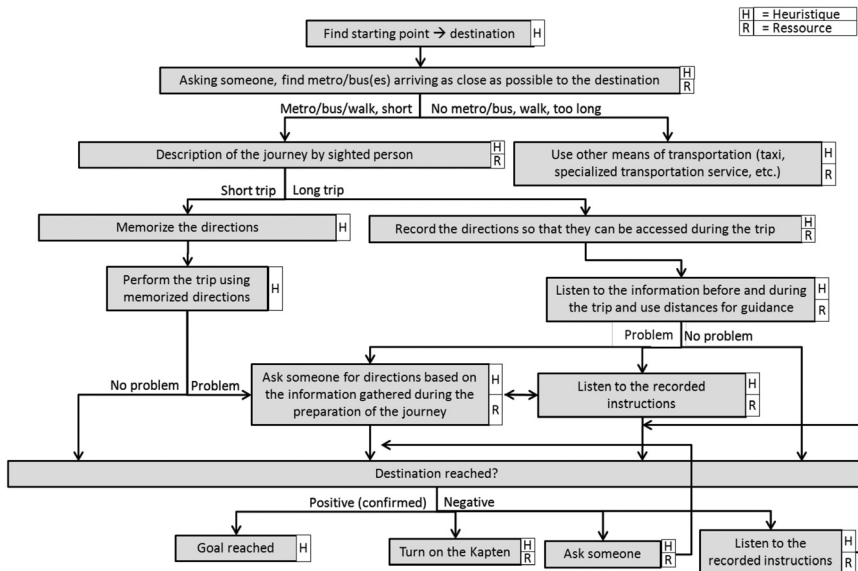 H = Heuristique
R = Ressource
Find starting point → destination H
Asking someone, find metro/bus(es) arriving as close as possible to the destination H R
Metro/bus/walk, short No metro/bus, walk, too long
Description of the journey by sighted person H R
Use other means of transportation (taxi, H
specialized transportation service, etc.) R
Short trip Long trip
Memorize the directions H
Record the directions so that they can be accessed during the trip H R
Perform the trip using
memorized directions H
Listen to the information before and during H
the trip and use distances for guidance R
Problem No problem
No problem Problem
Ask someone for directions based on H
the information gathered during the
preparation of the journey R
Listen to the recorded H
instructions R
Destination reached?
Positive (confirmed) Negative
Goal reached H
Turn on the Kapten H R
Ask someone H R
Listen to the H
recorded instructions R